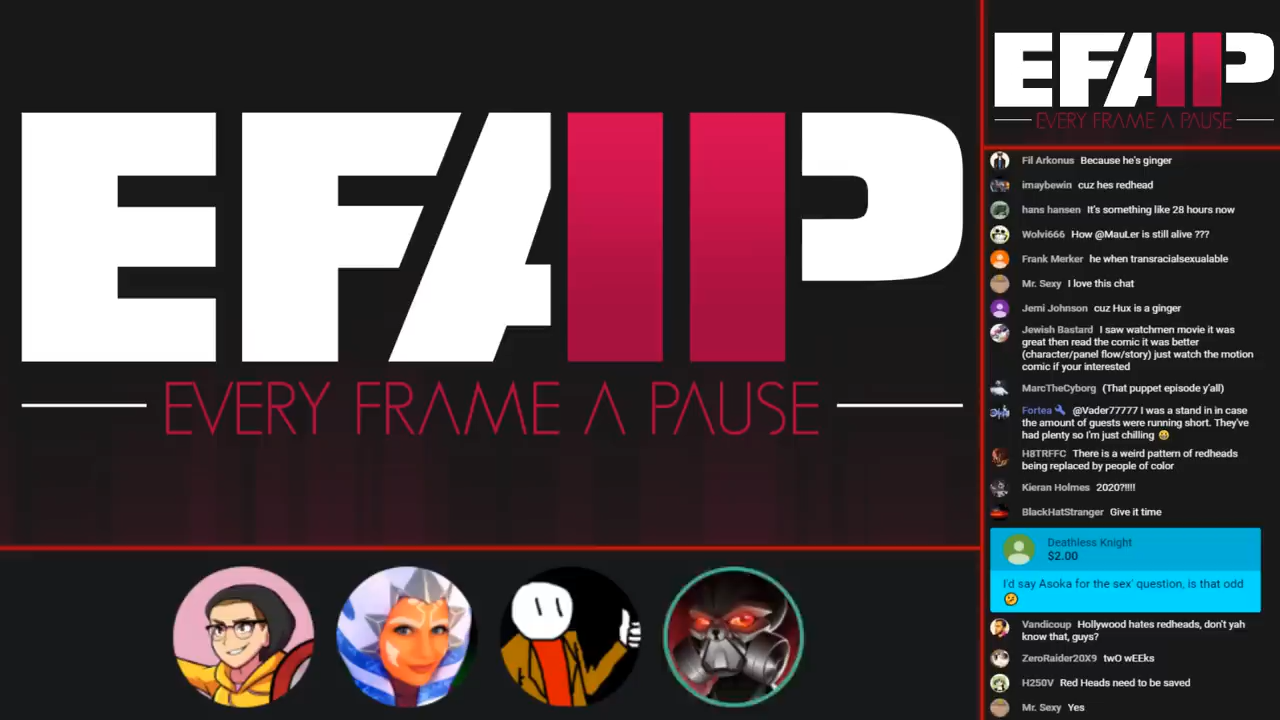 EFAP
EVERY FRAME A PAUSE
EFAP
EVERY FRAME A PAUSE
Fil Arkonus Because he's ginger
imaybewin cuz hes redhead
hans hansen It's something like 28 hours now
Wolvi666 How @MauLer is still alive ???
Frank Merker he when transracialsexualable
Mr. Sexy I love this chat
Jemi Johnson cuz Hux is a ginger
Jewish Bastard I saw watchmen movie it was
great then read the comic it was better
(character/panel flow/story) just watch the motion
comic if your interested
MarcTheCyborg (That puppet episode y'all)
Fortea @Vader77777 I was a stand in in case
the amount of guests were running short. They've
had plenty so I'm just chilling
H8TRFFC There is a weird pattern of redheads
being replaced by people of color
Kieran Holmes 2020?!!!!
BlackHatStranger Give it time
Deathless Knight
$2.00
I'd say Asoka for the sex' question, is that odd
Vandicoup Hollywood hates redheads, don't yah
know that, guys?
ZeroRaider20X9 twO wEEks
H250V Red Heads need to be saved
Mr. Sexy Yes